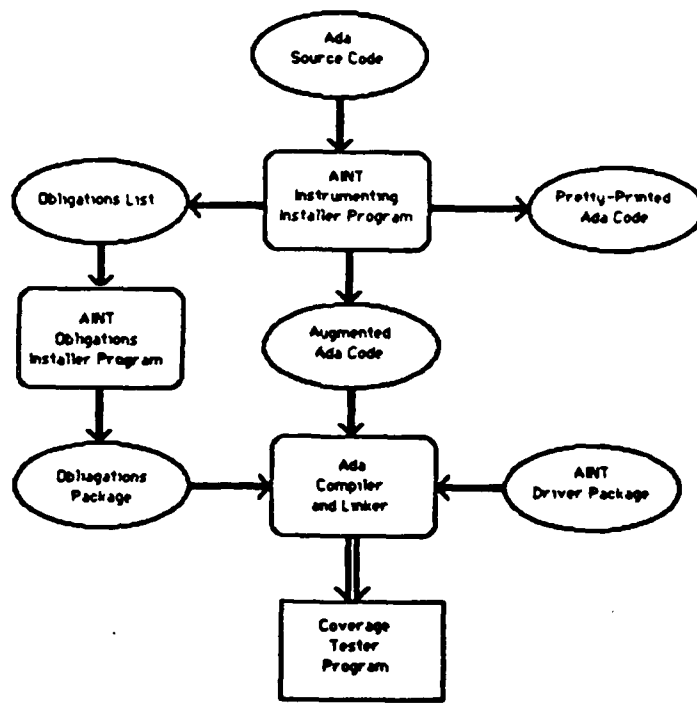 Ada
Source Code
AINT
Instrumenting
Installer Program
Obligations List
Pretty-Printed
Ada Code
AINT
Obligations
Installer Program
Augmented
Ada Code
Obliagations
Package
Ada
Compiler
and Linker
AINT
Driver Package
Coverage
Tester
Program